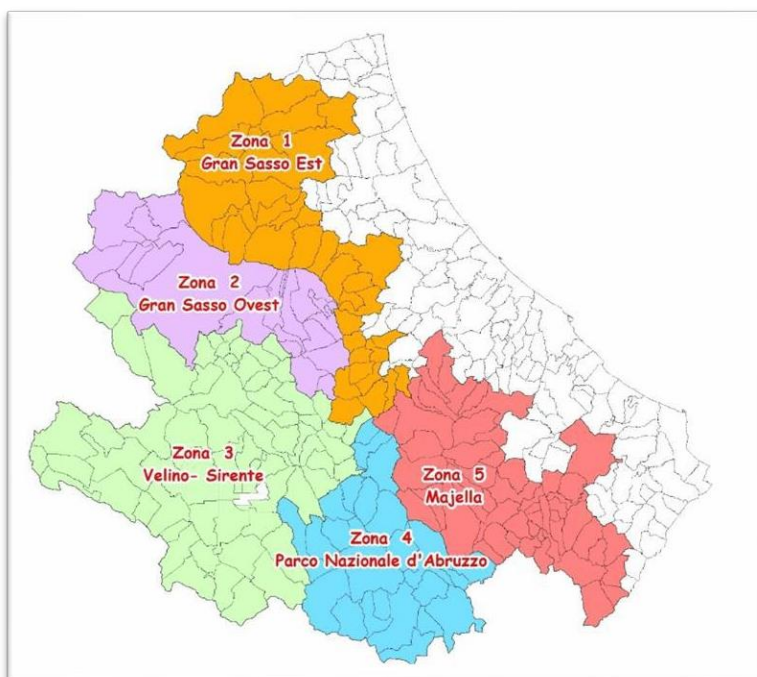 Zona 1
Gran Sasso Est
Zona 2
Gran Sasso Ovest
Zona 3
Velino- Sirente
Zona 5
Majella
Zona 4
Parco Nazionale d'Abruzzo